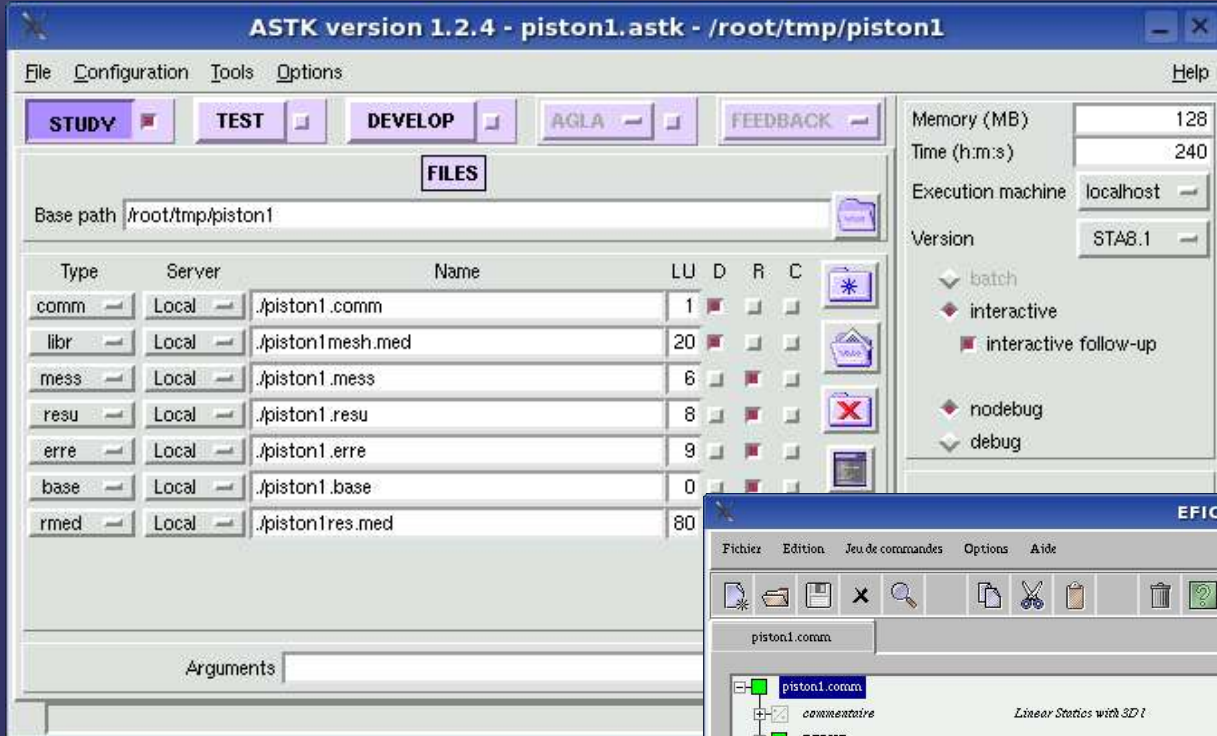 ASTK version 1.2.4 - piston1.astk - /root/tmp/piston1
File Configuration Tools Options Help
STUDY TEST DEVELOP AGLA FEEDBACK
FILES
Base path /root/tmp/piston1
Type Server Name LU D R C
comm Local ./piston1.comm 1
libr Local ./piston1mesh.med 20
mess Local ./piston1.mess 6
resu Local ./piston1.resu 8
erre Local ./piston1.erre 9
base Local ./piston1.base 0
rmed Local ./piston1res.med 80
Arguments
Memory (MB) 128
Time (h:m:s) 240
Execution machine localhost
Version STA8.1
batch
interactive
interactive follow-up
nodebug
debug
EFIC
Fichier Edition Jeu de commandes Options Aide
piston1.comm
piston1.comm
commentaire Linear Statics with 3D